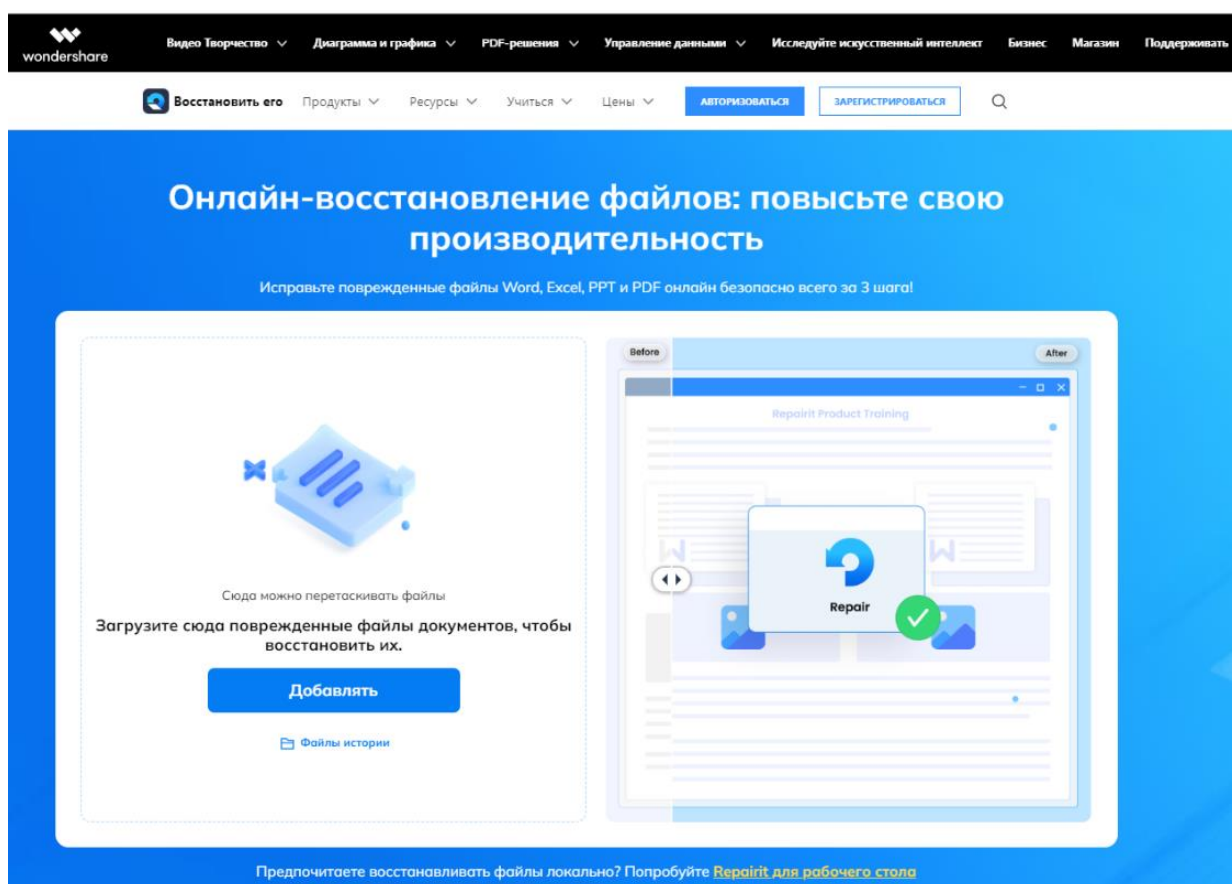 wondershare
Видео Творчество
Диаграмма и графика
PDF-решения
Управление данными
Исследуйте искусственный интеллект
Бизнес
Магазин
Поддерживать
Восстановить его
Продукты
Ресурсы
Учиться
Цены
АВТОРИЗОВАТЬСЯ
ЗАРЕГИСТРИРОВАТЬСЯ
Онлайн-восстановление файлов: повысьте свою
производительность
Исправьте поврежденные файлы Word, Excel, PPT и PDF онлайн безопасно всего за 3 шага!
Сюда можно перетаскивать файлы
Загрузите сюда поврежденные файлы документов, чтобы
восстановить их.
Добавлять
Файлы истории
Before
After
Repairit Product Training
W
W
Repair
Предпочитаете восстанавливать файлы локально? Попробуйте Repairit для рабочего стола